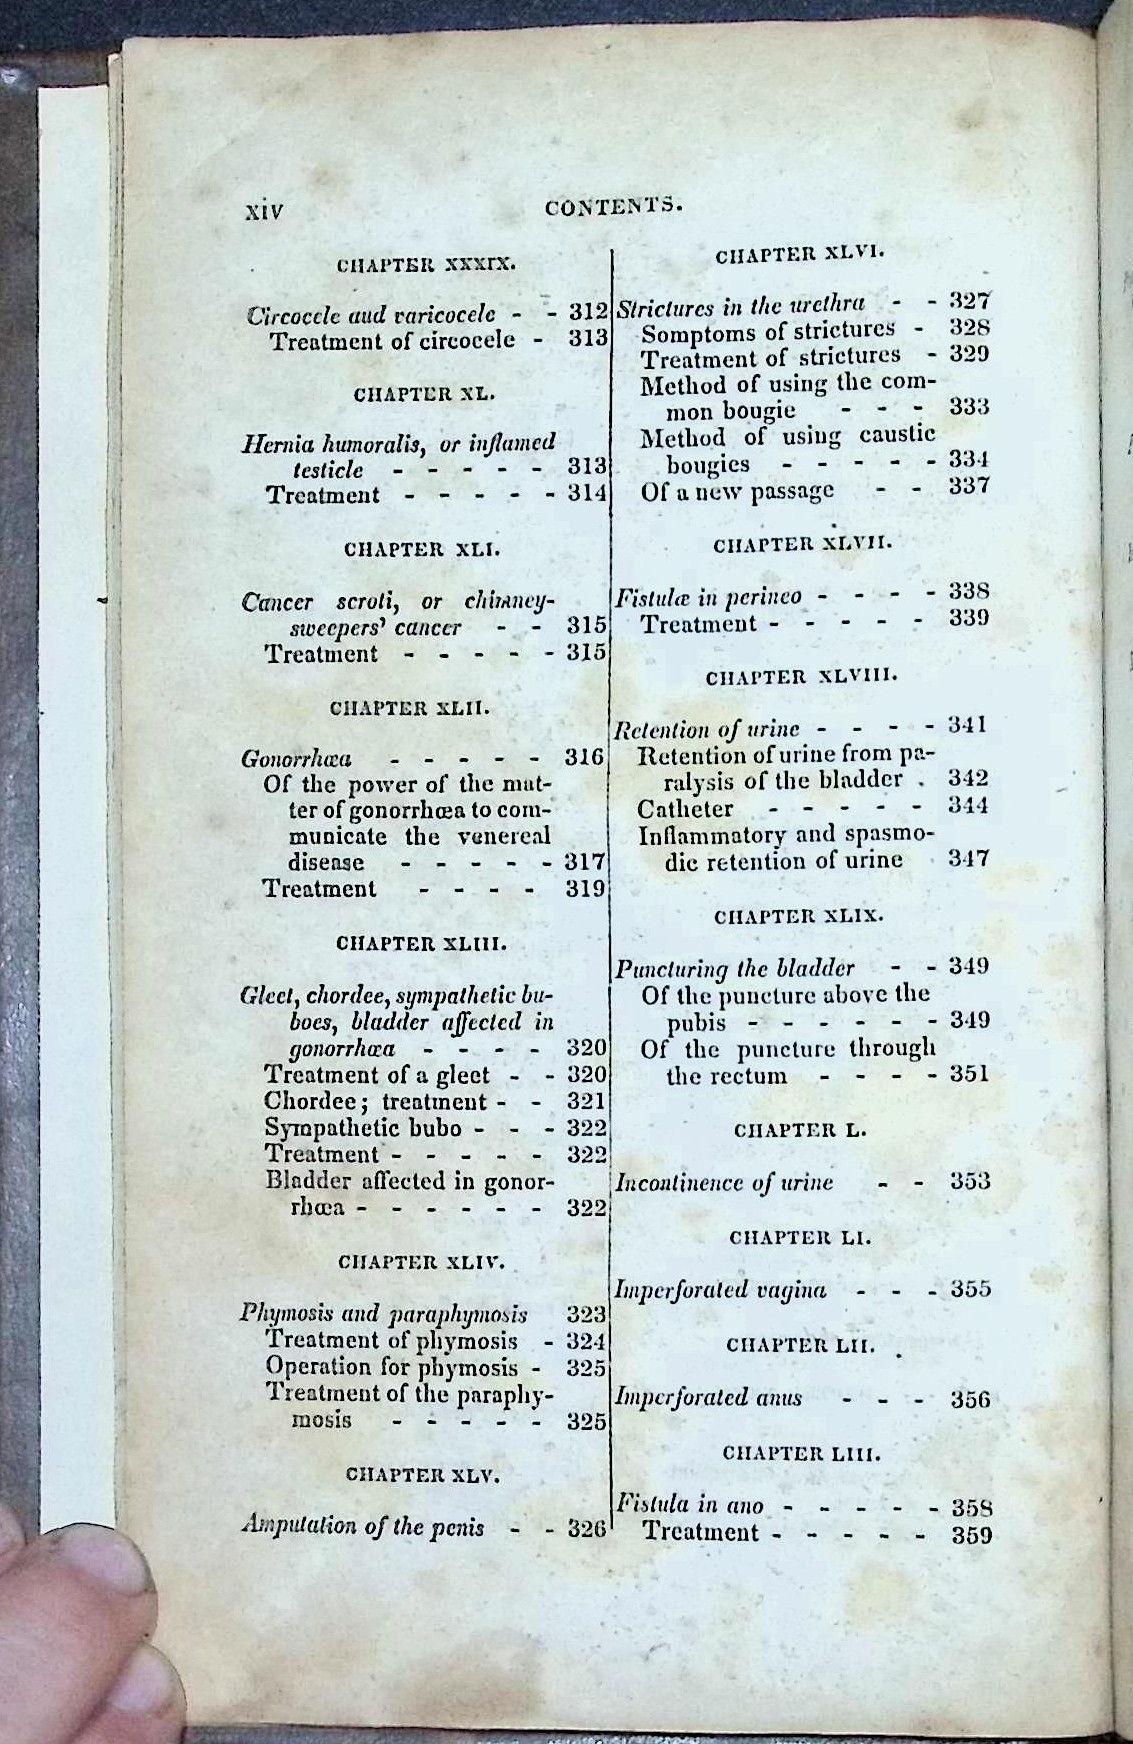 xiv
CONTENTS.
CHAPTER XXXIX.
Circocele aud varicocele - - 312
Treatment of circocele - 313
CHAPTER XL.
Hernia humoralis, or inflamed
testicle - - - - - 313
Treatment - - - - - 314
CHAPTER XLI.
Cancer scroti, or chimney-
sweepers' cancer - - 315
Treatment - - - - - 315
CHAPTER XLII.
Gonorrhœa - - - - - 316
Of the power of the mat-
ter of gonorrhœa to com-
municate the venereal
disease - - - - - 317
Treatment - - - - 319
CHAPTER XLIII.
Gleet, chordee, sympathetic bu-
boes, bladder affected in
gonorrhœa - - - - 320
Treatment of a gleet - - 320
Chordee; treatment - - 321
Sympathetic bubo - - - 322
Treatment - - - - - 322
Bladder affected in gonor-
rhœa - - - - - - 322
CHAPTER XLIV.
Phymosis and paraphymosis 323
Treatment of phymosis - 324
Operation for phymosis - 325
Treatment of the paraphy-
mosis - - - - - 325
CHAPTER XLV.
Amputation of the penis - - 326
CHAPTER XLVI.
Strictures in the urethra - - 327
Somptoms of strictures - 328
Treatment of strictures - 329
Method of using the com-
mon bougie - - - 333
Method of using caustic
bougies - - - - - 334
Of a new passage - - 337
CHAPTER XLVII.
Fistulæ in perineo - - - - 338
Treatment - - - - - 339
CHAPTER XLVIII.
Retention of urine - - - - 341
Retention of urine from pa-
ralysis of the bladder . 342
Catheter - - - - - 344
Inflammatory and spasmo-
dic retention of urine 347
CHAPTER XLIX.
Puncturing the bladder - - 349
Of the puncture above the
pubis - - - - - - 349
Of the puncture through
the rectum - - - - 351
CHAPTER L.
Incontinence of urine - - 353
CHAPTER LI.
Imperforated vagina - - - 355
CHAPTER LII.
Imperforated anus - - - 356
CHAPTER LIII.
Fistula in ano - - - - - 358
Treatment - - - - - 359